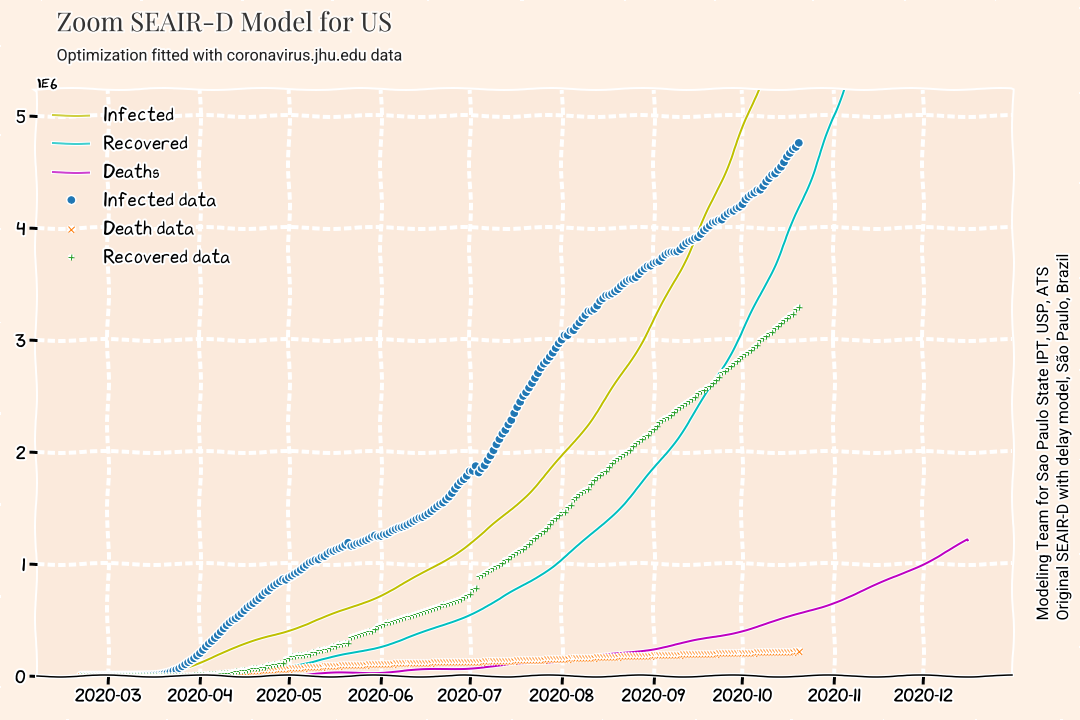 Zoom SEAIR-D Model for US
Optimization fitted with coronavirus.jhu.edu data
1E6
5
4
3
2
1
0
Infected
Recovered
Deaths
Infected data
Death data
Recovered data
2020-03 2020-04 2020-05 2020-06 2020-07 2020-08 2020-09 2020-10 2020-11 2020-12
Modeling Team for Sao Paulo State IPT, USP, ATS
Original SEAIR-D with delay model, São Paulo, Brazil